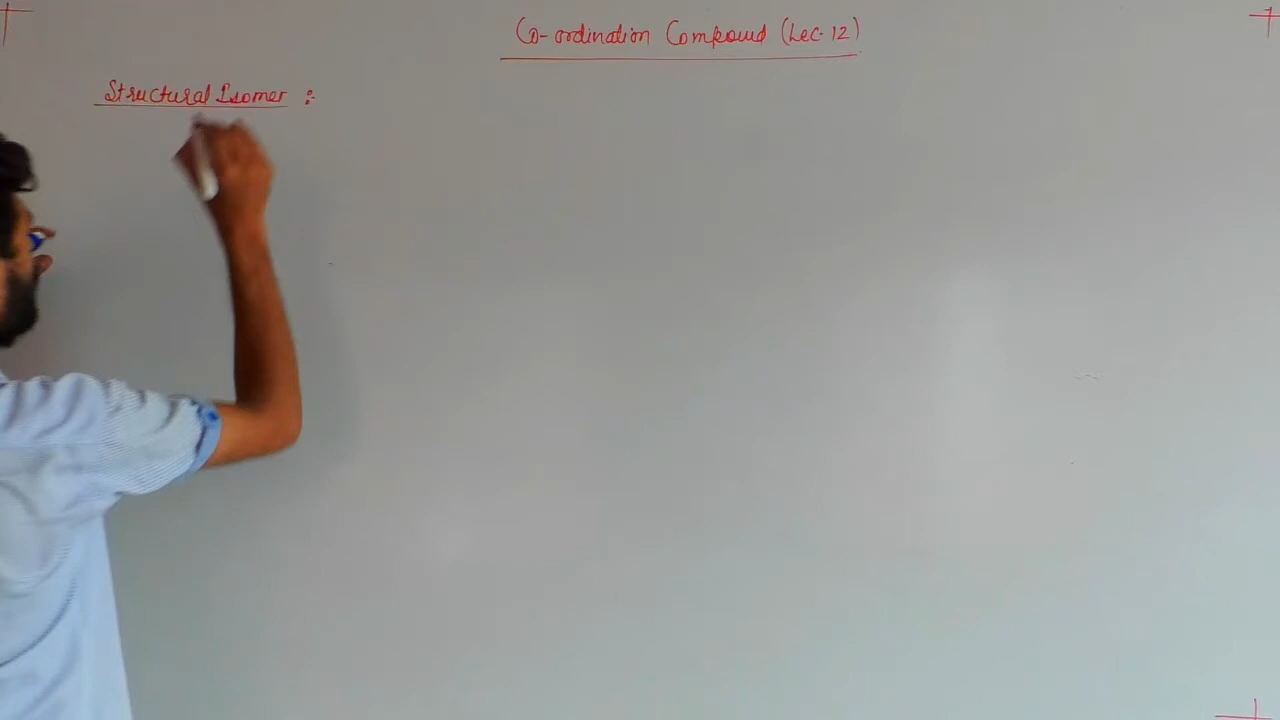 Co-ordination Compound (Lec-12)
Structural Isomer :-